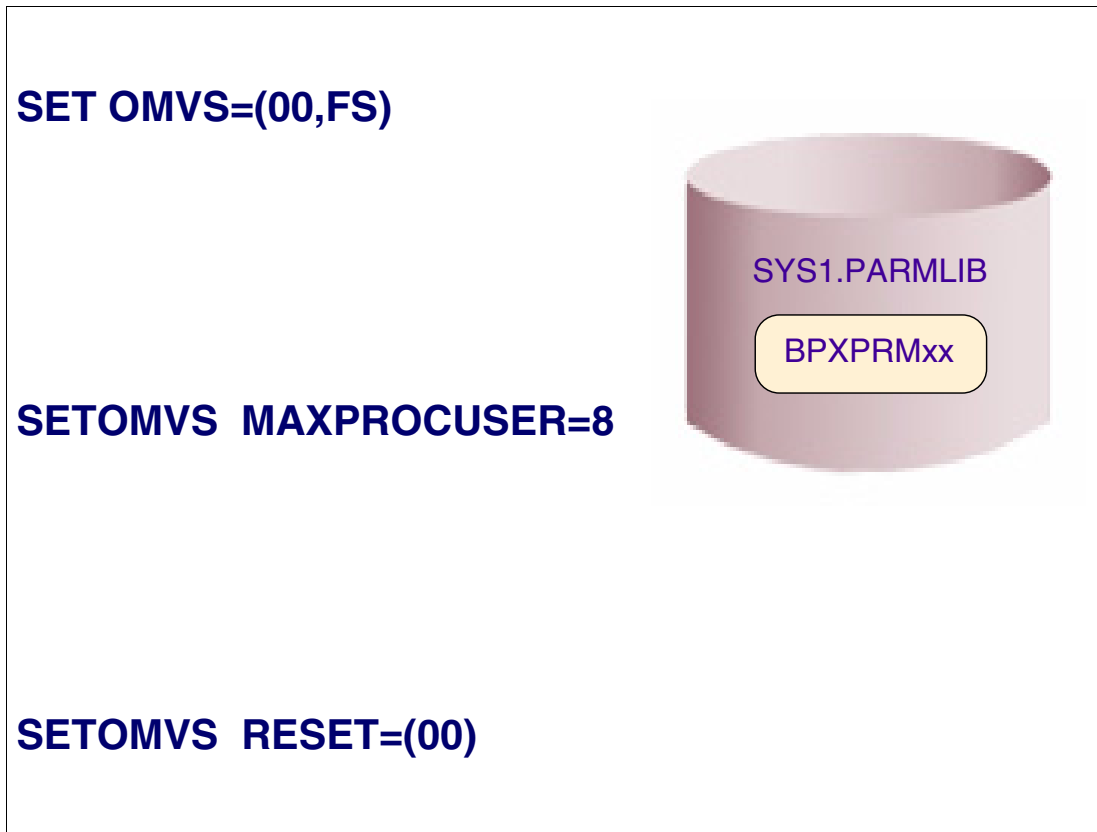 SET OMVS=(00,FS)
SYS1.PARMLIB
BPXPRMxx
SETOMVS MAXPROCUSER=8
SETOMVS RESET=(00)